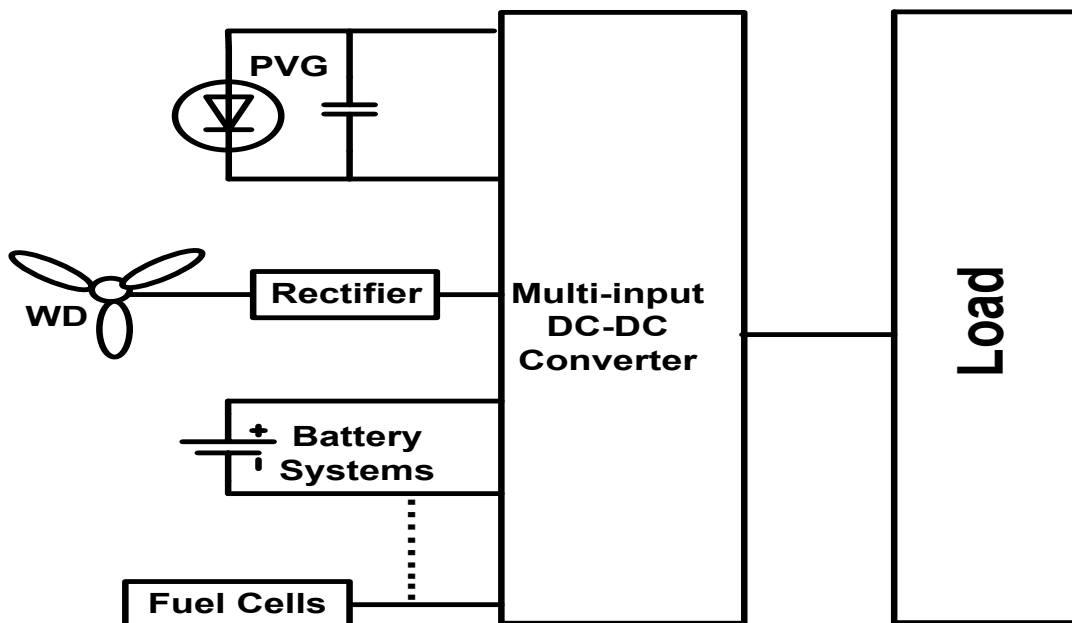 PVG
WD
Rectifier
Multi-input
DC-DC
Converter
Load
+
Battery
-
Systems
Fuel Cells